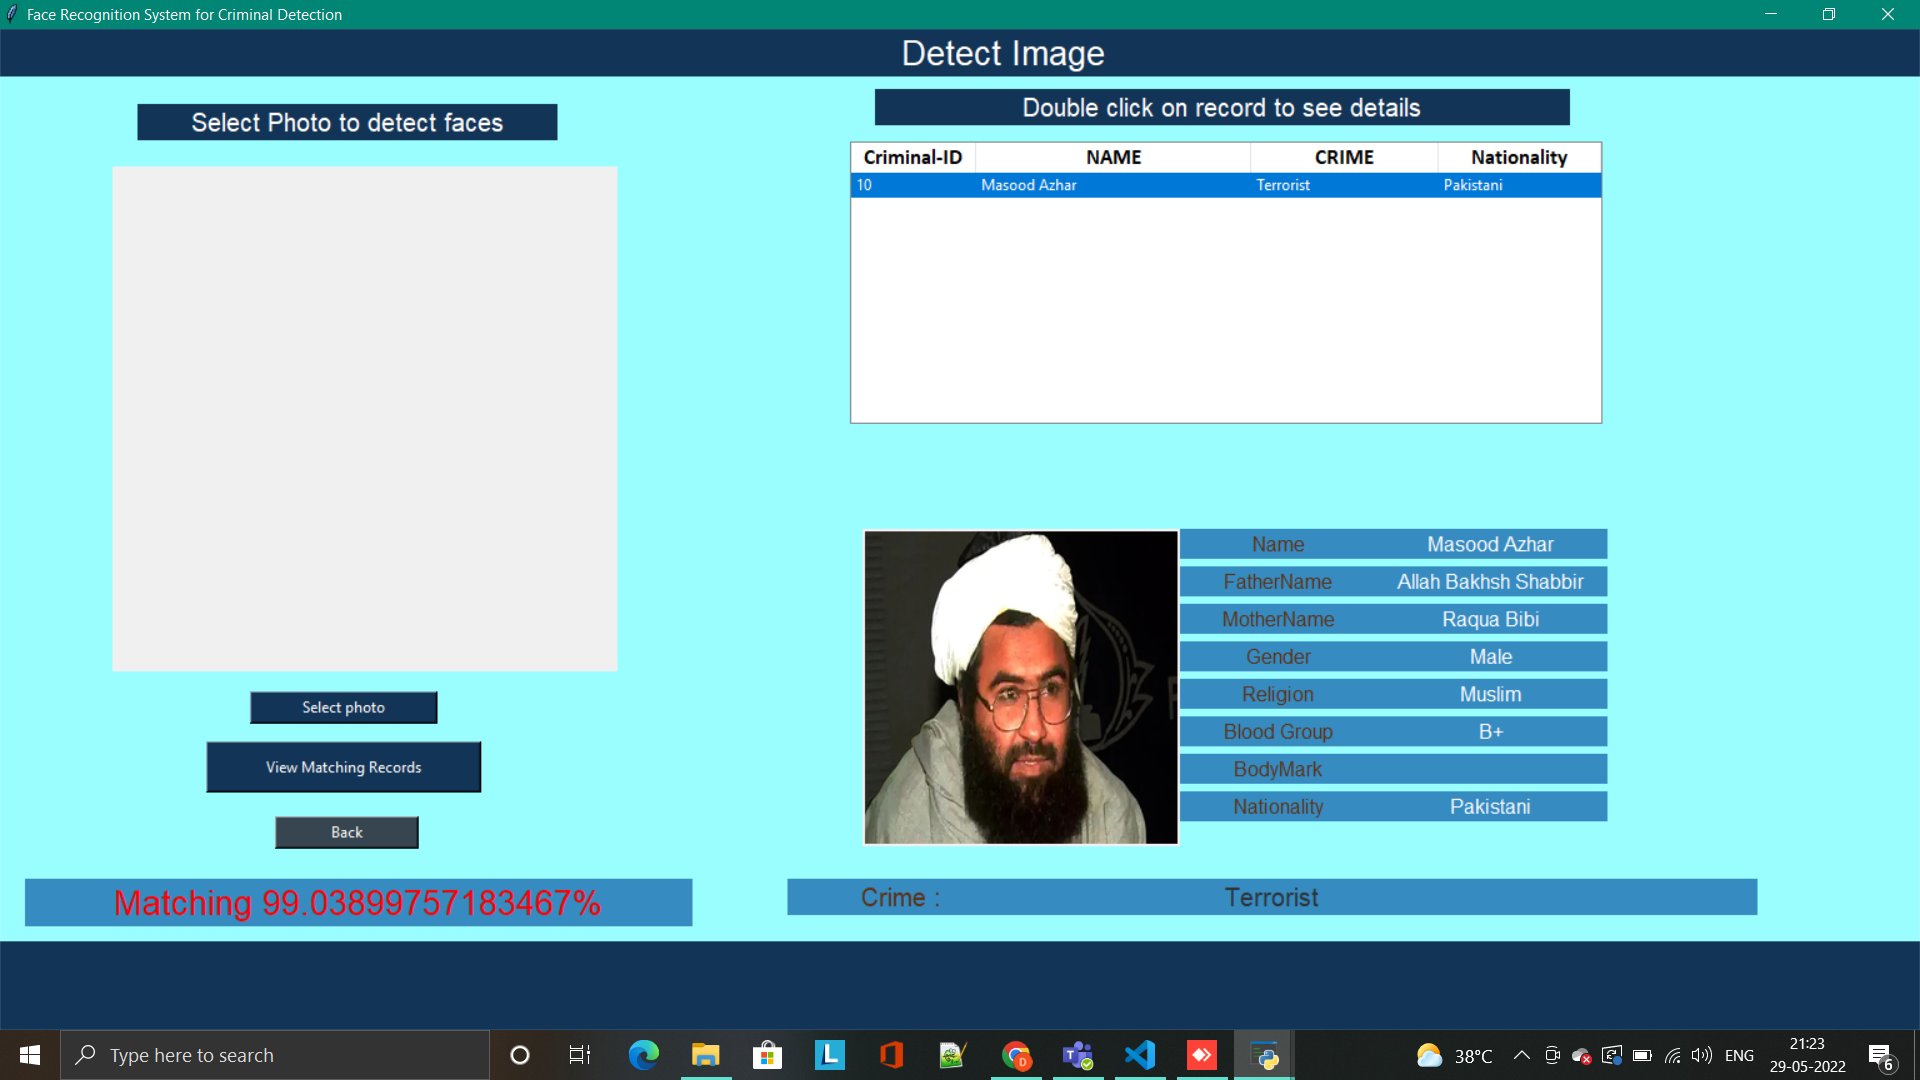 Face Recognition System for Criminal Detection
Detect Image
Select Photo to detect faces
Double click on record to see details
Criminal-ID NAME CRIME Nationality
10 Masood Azhar Terrorist Pakistani
Name Masood Azhar
FatherName Allah Bakhsh Shabbir
MotherName Raqua Bibi
Gender Male
Religion Muslim
Blood Group B+
BodyMark
Nationality Pakistani
Select photo
View Matching Records
Back
Matching 99.03899757183467%
Crime : Terrorist
Type here to search
38°C
ENG
21:23
29-05-2022
6